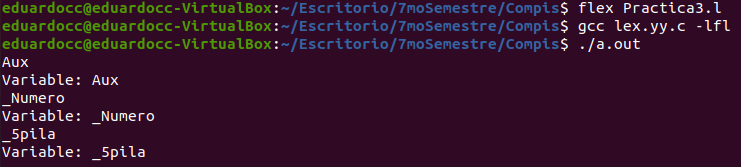 eduardocc@eduardocc-VirtualBox:~/Escritorio/7moSemestre/Compis$ flex Practica3.l
eduardocc@eduardocc-VirtualBox:~/Escritorio/7moSemestre/Compis$ gcc lex.yy.c -lfl
eduardocc@eduardocc-VirtualBox:~/Escritorio/7moSemestre/Compis$ ./a.out
Aux
Variable: Aux
_Numero
Variable: _Numero
_5pila
Variable: _5pila